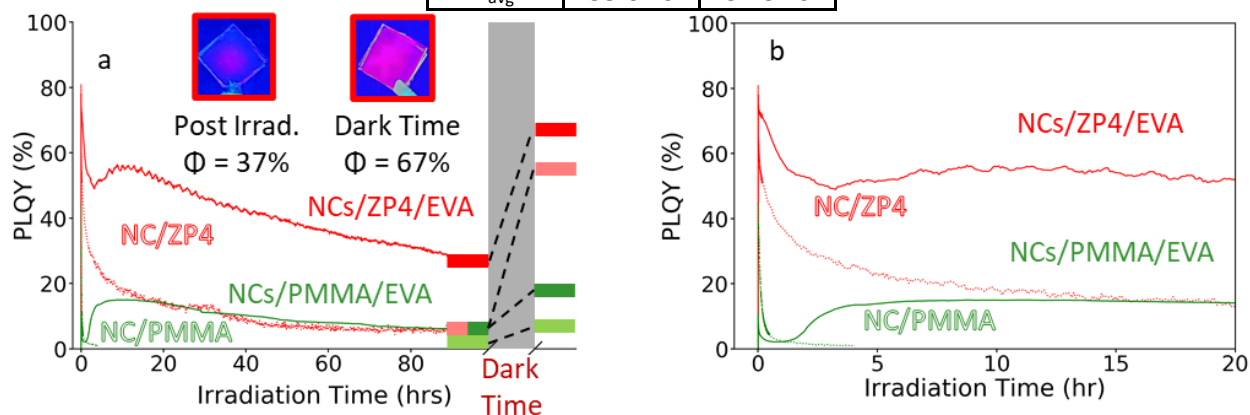 avg
a
Post Irrad.
Φ = 37%
Dark Time
Φ = 67%
NCs/ZP4/EVA
NC/ZP4
NCs/PMMA/EVA
NC/PMMA
PLQY (%)
100
80
60
40
20
0
0 20 40 60 80
Irradiation Time (hrs)
Dark
Time
b
NCs/ZP4/EVA
NC/ZP4
NCs/PMMA/EVA
NC/PMMA
PLQY (%)
100
80
60
40
20
0
0 5 10 15 20
Irradiation Time (hr)